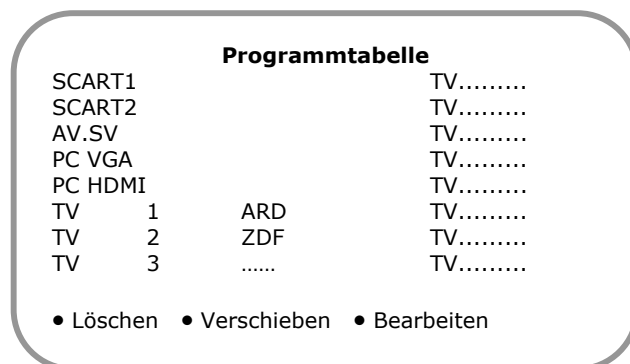 Programmtabelle
SCART1 TV.........
SCART2 TV.........
AV.SV TV.........
PC VGA TV.........
PC HDMI TV.........
TV 1 ARD TV.........
TV 2 ZDF TV.........
TV 3 ...... TV.........
• Löschen • Verschieben • Bearbeiten